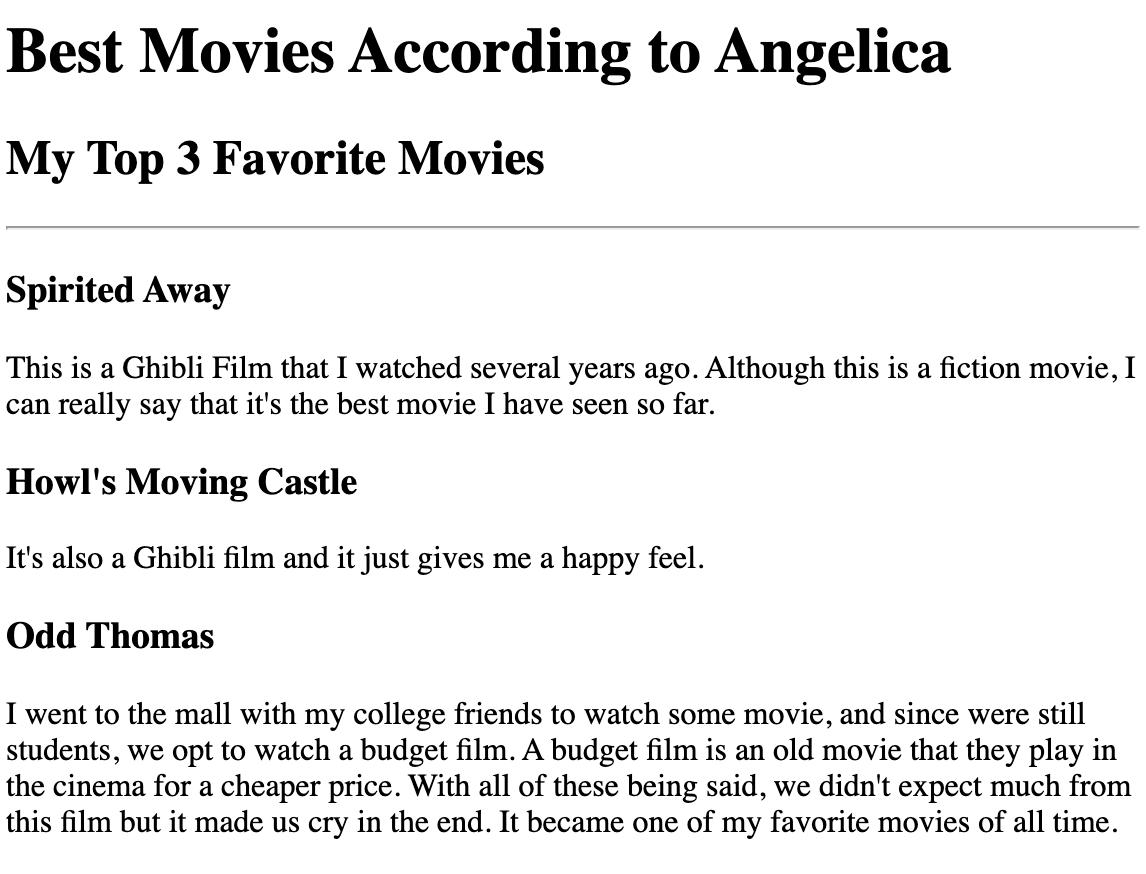 Best Movies According to Angelica
My Top 3 Favorite Movies
Spirited Away
This is a Ghibli Film that I watched several years ago. Although this is a fiction movie, I
can really say that it's the best movie I have seen so far.
Howl's Moving Castle
It's also a Ghibli film and it just gives me a happy feel.
Odd Thomas
I went to the mall with my college friends to watch some movie, and since were still
students, we opt to watch a budget film. A budget film is an old movie that they play in
the cinema for a cheaper price. With all of these being said, we didn't expect much from
this film but it made us cry in the end. It became one of my favorite movies of all time.